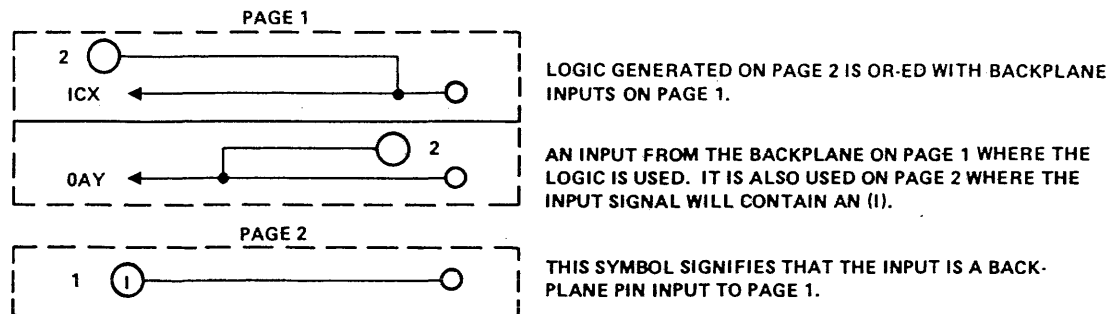 PAGE 1
2
ICX
LOGIC GENERATED ON PAGE 2 IS OR-ED WITH BACKPLANE
INPUTS ON PAGE 1.
2
0AY
AN INPUT FROM THE BACKPLANE ON PAGE 1 WHERE THE
LOGIC IS USED. IT IS ALSO USED ON PAGE 2 WHERE THE
INPUT SIGNAL WILL CONTAIN AN (I).
PAGE 2
1 I
THIS SYMBOL SIGNIFIES THAT THE INPUT IS A BACK-
PLANE PIN INPUT TO PAGE 1.